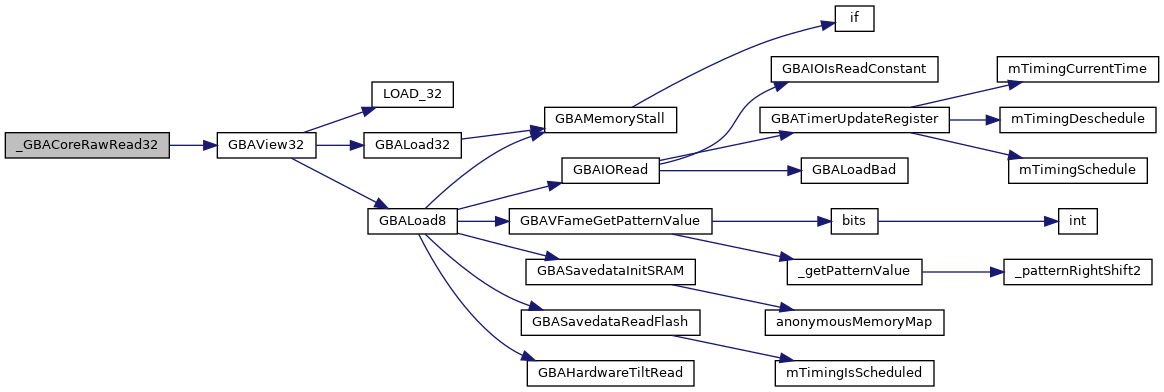 _GBACoreRawRead32
GBAView32
LOAD_32
GBALoad32
GBALoad8
GBAMemoryStall
if
GBAIORead
GBAIOIsReadConstant
GBATimerUpdateRegister
mTimingCurrentTime
mTimingDeschedule
mTimingSchedule
GBALoadBad
GBAVFameGetPatternValue
bits
int
_getPatternValue
_patternRightShift2
GBASavedataInitSRAM
anonymousMemoryMap
GBASavedataReadFlash
mTimingIsScheduled
GBAHardwareTiltRead